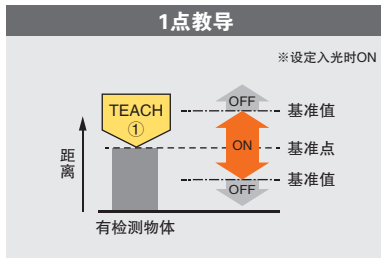 1点教导
※设定入光时ON
TEACH
①
OFF
基准值
ON
基准点
基准值
OFF
距离
有检测物体